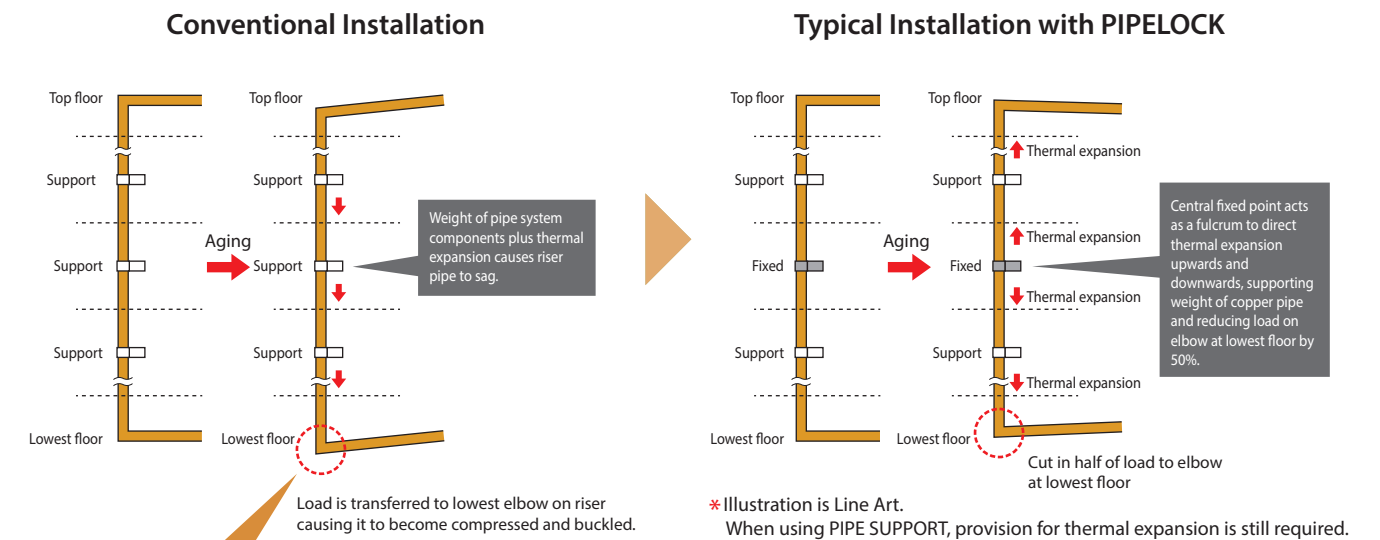 Conventional Installation
Typical Installation with PIPELOCK
Top floor
Support
Support
Support
Lowest floor
Aging
Top floor
Support
Support
Support
Lowest floor
Weight of pipe system
components plus thermal
expansion causes riser
pipe to sag.
Load is transferred to lowest elbow on riser
causing it to become compressed and buckled.
Top floor
Support
Fixed
Support
Lowest floor
Aging
Top floor
Thermal expansion
Support
Thermal expansion
Fixed
Thermal expansion
Support
Thermal expansion
Lowest floor
Central fixed point acts
as a fulcrum to direct
thermal expansion
upwards and
downwards, supporting
weight of copper pipe
and reducing load on
elbow at lowest floor by
50%.
Cut in half of load to elbow
at lowest floor
*Illustration is Line Art.
When using PIPE SUPPORT, provision for thermal expansion is still required.